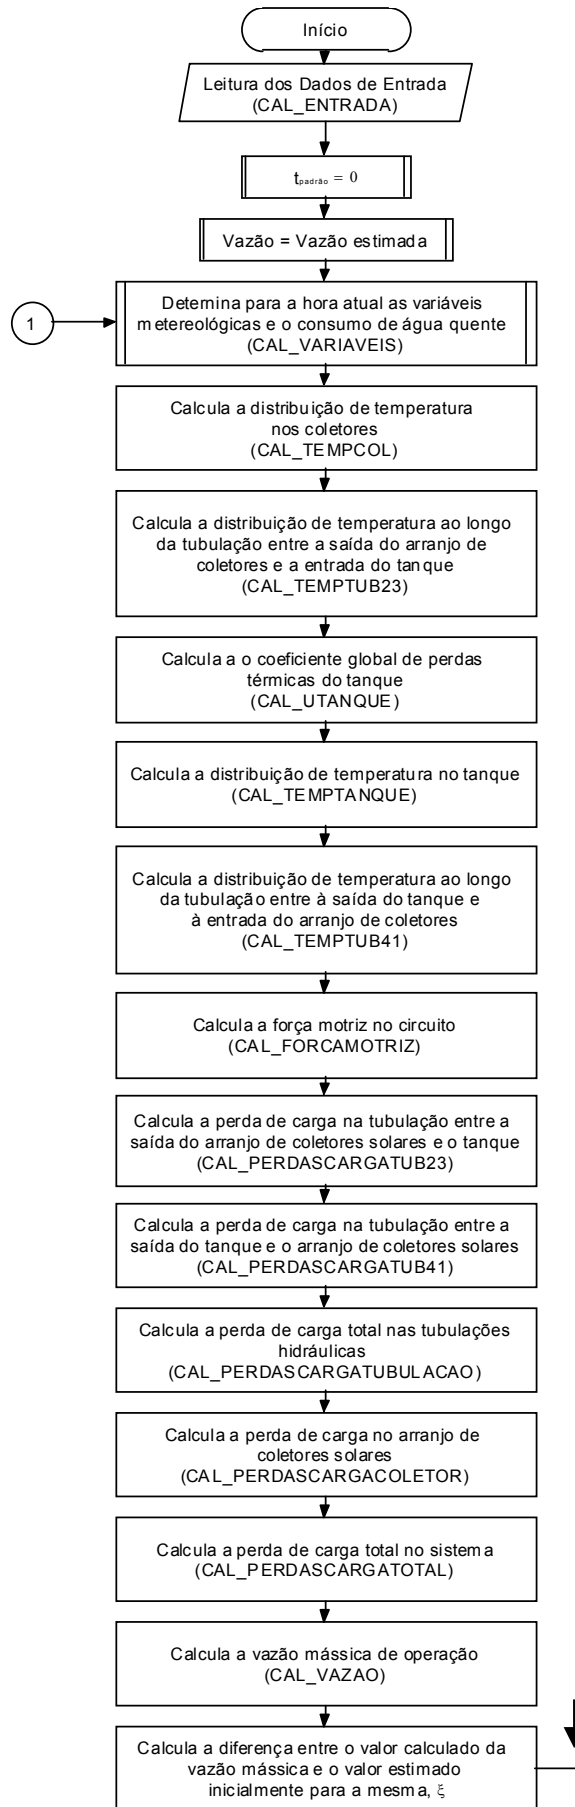 Início
Leitura dos Dados de Entrada
(CAL_ENTRADA)
tpadrão = 0
Vazão = Vazão estimada
1
Detemina para a hora atual as variáveis
metereológicas e o consumo de água quente
(CAL_VARIAVEIS)
Calcula a distribuição de temperatura
nos coletores
(CAL_TEMPCOL)
Calcula a distribuição de temperatura ao longo
da tubulação entre a saída do arranjo de
coletores e a entrada do tanque
(CAL_TEMPTUB23)
Calcula o coeficiente global de perdas
térmicas do tanque
(CAL_UTANQUE)
Calcula a distribuição de temperatura no tanque
(CAL_TEMPTANQUE)
Calcula a distribuição de temperatura ao longo
da tubulação entre à saída do tanque e
à entrada do arranjo de coletores
(CAL_TEMPTUB41)
Calcula a força motriz no circuito
(CAL_FORCAMOTRIZ)
Calcula a perda de carga na tubulação entre a
saída do arranjo de coletores solares e o tanque
(CAL_PERDASCARGATUB23)
Calcula a perda de carga na tubulação entre a
saída do tanque e o arranjo de coletores solares
(CAL_PERDASCARGATUB41)
Calcula a perda de carga total nas tubulações
hidráulicas
(CAL_PERDASCARGATUBULACAO)
Calcula a perda de carga no arranjo de
coletores solares
(CAL_PERDASCARGACOLETOR)
Calcula a perda de carga total no sistema
(CAL_PERDASCARGATOTAL)
Calcula a vazão mássica de operação
(CAL_VAZAO)
Calcula a diferença entre o valor calculado da
vazão mássica e o valor estimado
inicialmente para a mesma, ξ